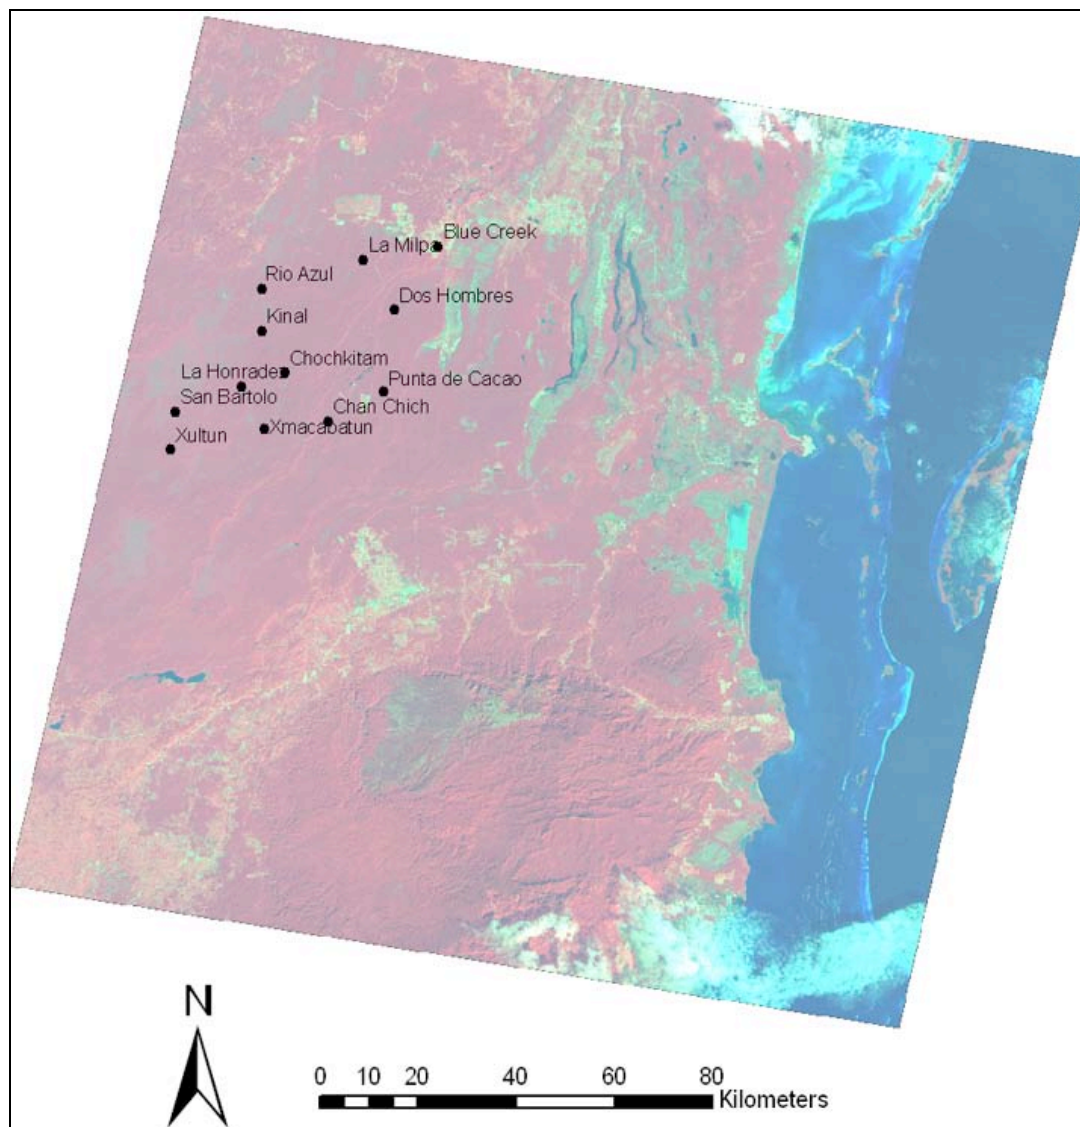 Blue Creek
La Milpa
Rio Azul
Dos Hombres
Kinal
Chochkitam
La Honradez
Punta de Cacao
San Bartolo
Chan Chich
Xmacabatun
Xultun
N
0 10 20 40 60 80
Kilometers